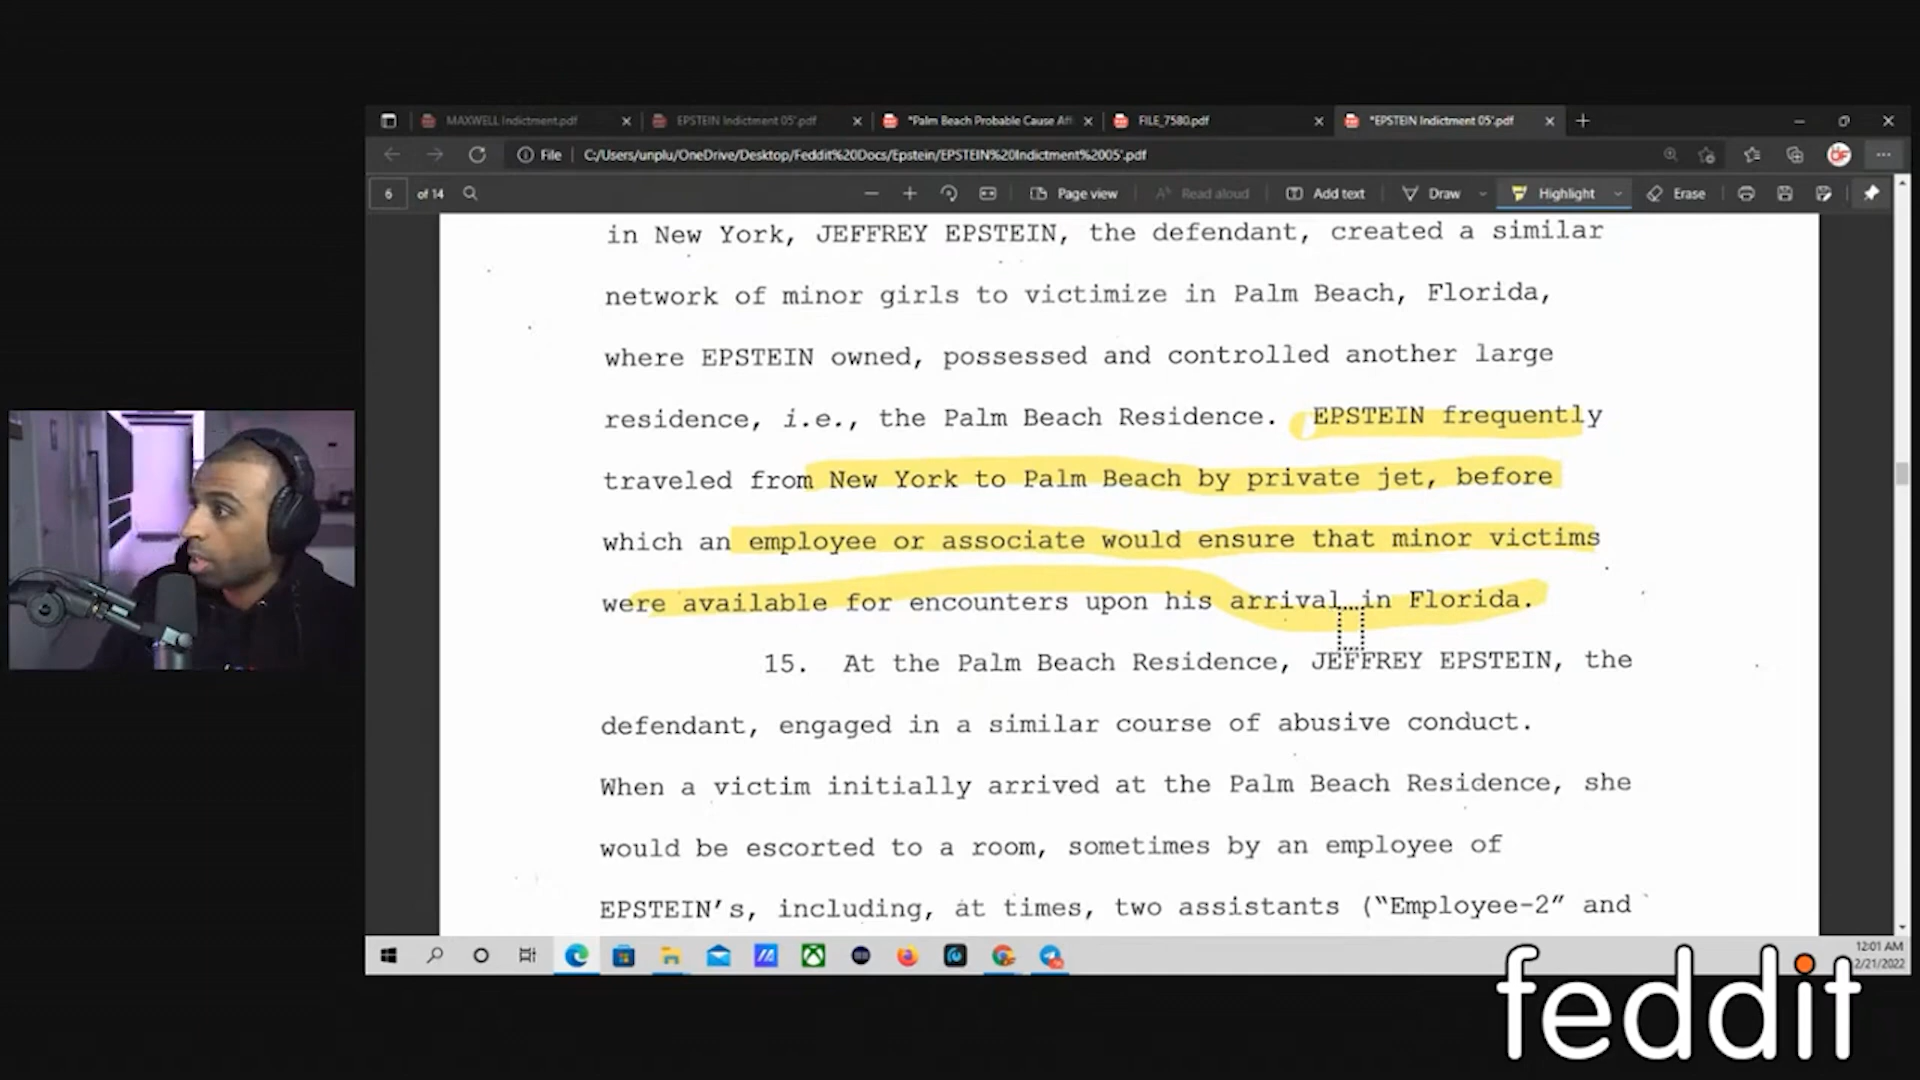 MAXWELL Indictment.pdf
EPSTEIN Indictment 05'.pdf
*Palm Beach Probable Cause Aff
FILE_7580.pdf
*EPSTEIN Indictment 05'.pdf
File
C:/Users/unplu/OneDrive/Desktop/Feddit%20Docs/Epstein/EPSTEIN%20Indictment%2005'.pdf
6 of 14
Page view
Read aloud
Add text
Draw
Highlight
Erase
in New York, JEFFREY EPSTEIN, the defendant, created a similar
network of minor girls to victimize in Palm Beach, Florida,
where EPSTEIN owned, possessed and controlled another large
residence, i.e., the Palm Beach Residence. EPSTEIN frequently
traveled from New York to Palm Beach by private jet, before
which an employee or associate would ensure that minor victims
were available for encounters upon his arrival in Florida.
15. At the Palm Beach Residence, JEFFREY EPSTEIN, the
defendant, engaged in a similar course of abusive conduct.
When a victim initially arrived at the Palm Beach Residence, she
would be escorted to a room, sometimes by an employee of
EPSTEIN's, including, at times, two assistants ("Employee-2" and
12:01 AM
2/21/2022
feddit